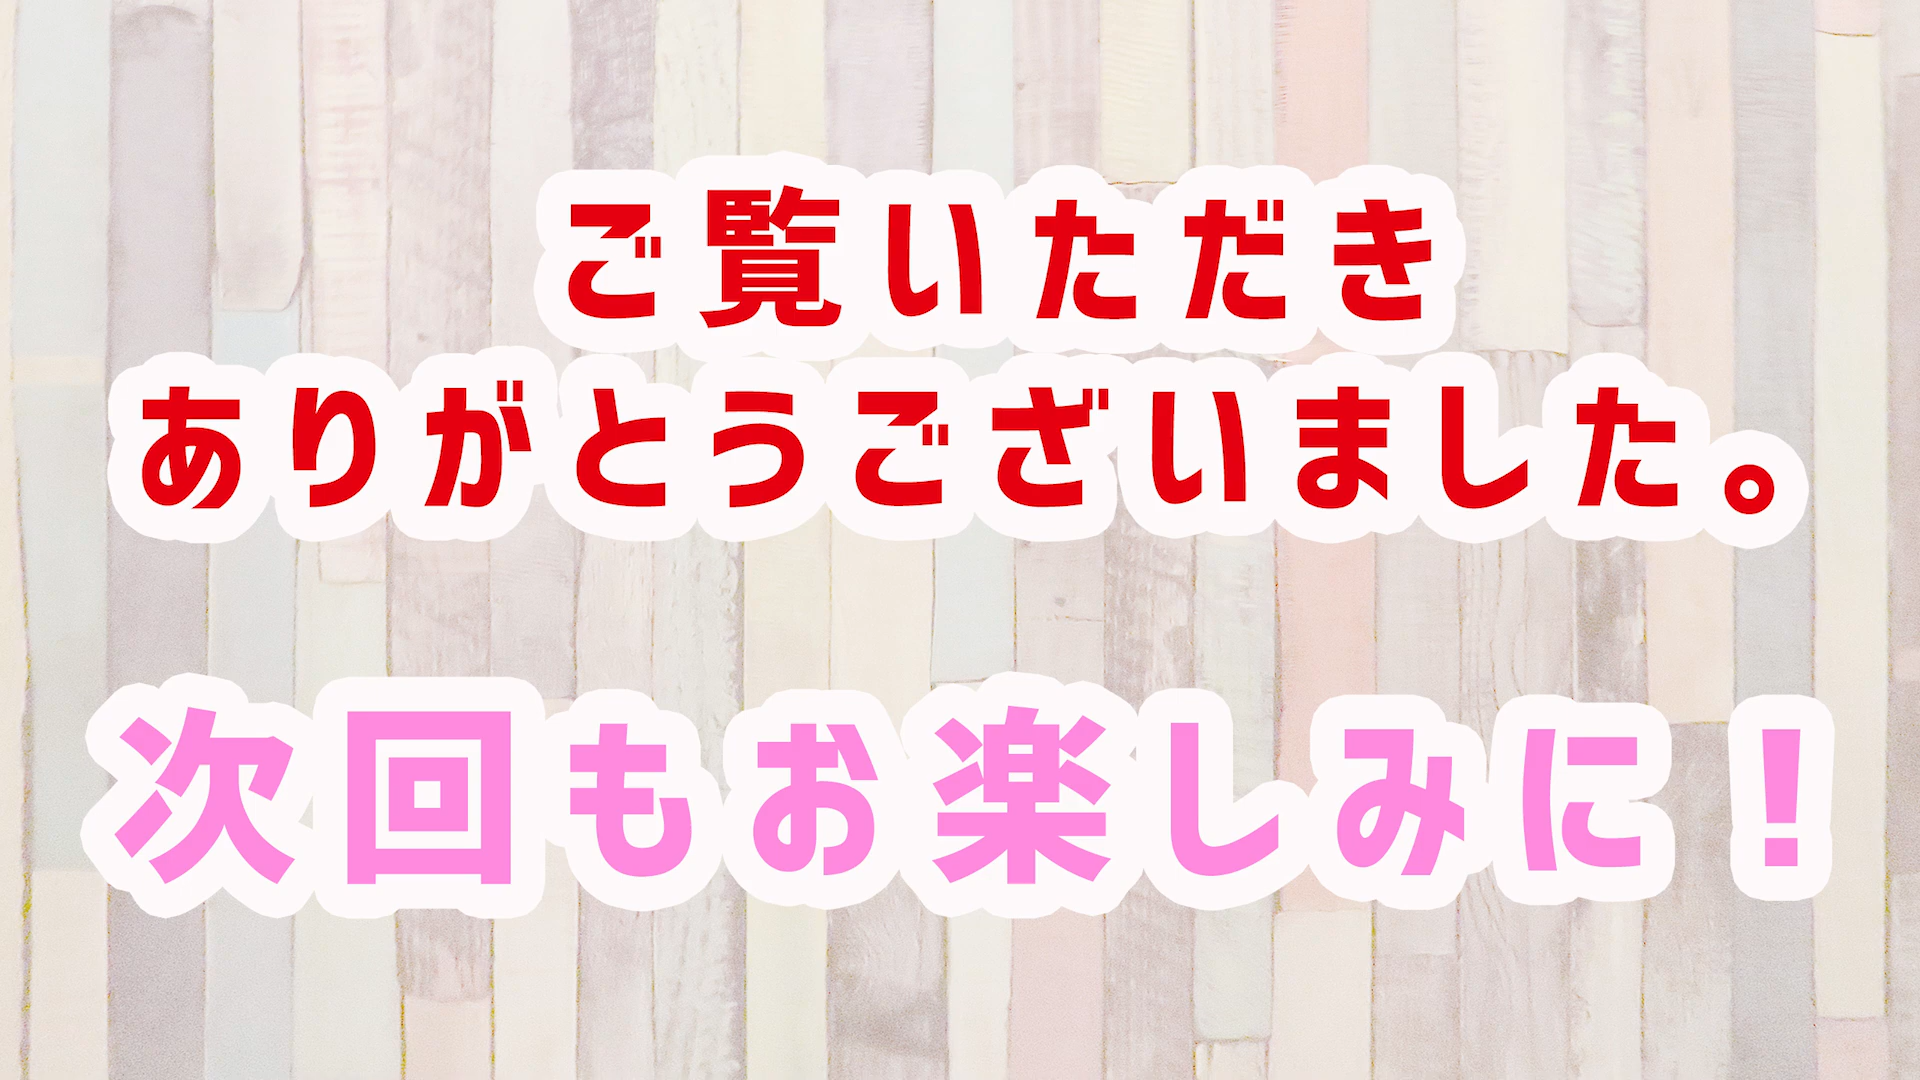 ご覧いただき
ありがとうございました。
次回もお楽しみに！